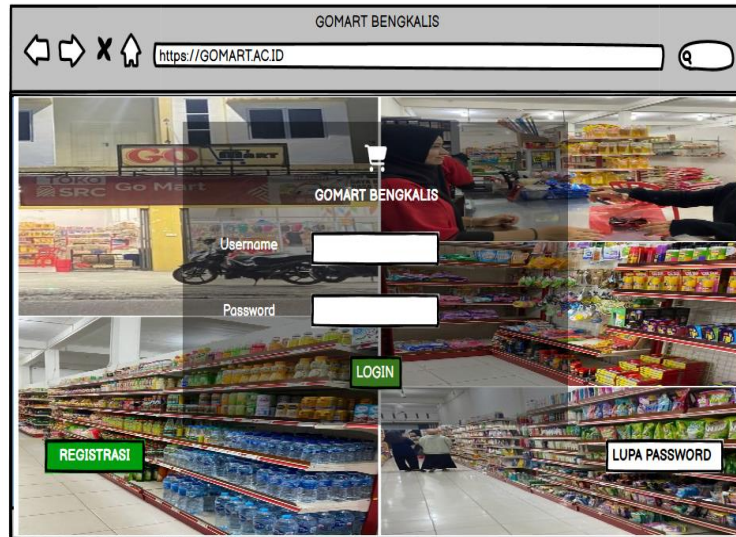 GOMART BENGKALIS
https://GOMART.AC.ID
GO MART
TOKO
SRC Go Mart
GOMART BENGKALIS
Username
Password
LOGIN
REGISTRASI
LUPA PASSWORD